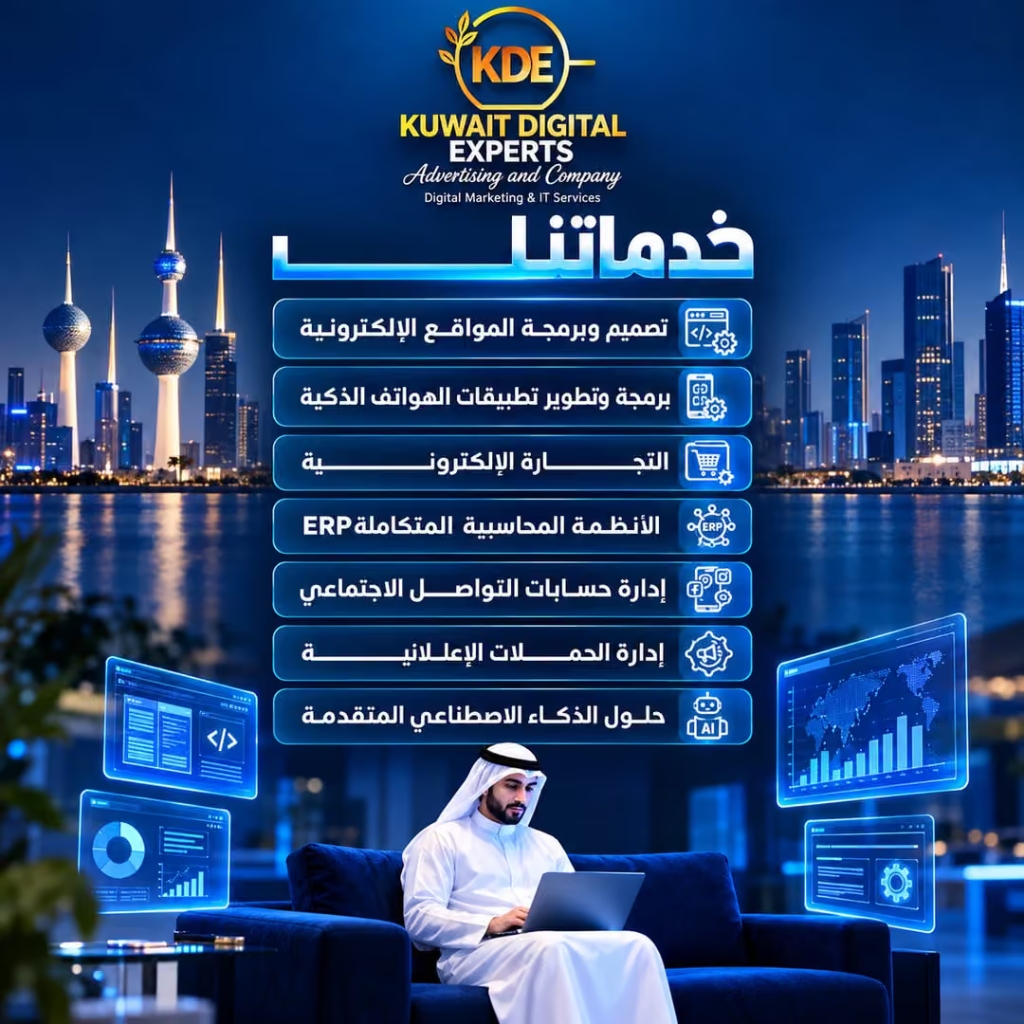 KDE
KUWAIT DIGITAL
EXPERTS
Advertising and Company
Digital Marketing & IT Services
خدماتنا
تصميم وبرمجة المواقع الإلكترونية
</>
برمجة وتطوير تطبيقات الهواتف الذكية
التجارة الإلكترونية
الأنظمة المحاسبية المتكاملة ERP
ERP
إدارة حسابات التواصل الاجتماعي
إدارة الحملات الإعلانية
حلول الذكاء الاصطناعي المتقدمة
AI
</>